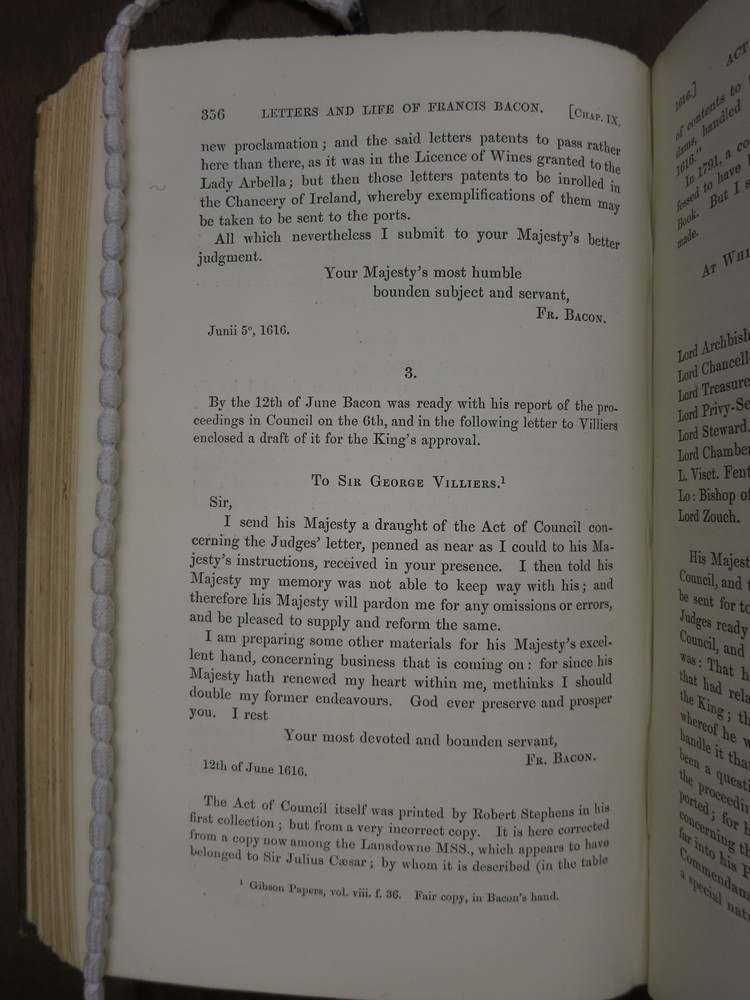 356 LETTERS AND LIFE OF FRANCIS BACON. [CHAP. IX.
new proclamation; and the said letters patents to pass rather
here than there, as it was in the Licence of Wines granted to the
Lady Arbella; but then those letters patents to be inrolled in
the Chancery of Ireland, whereby exemplifications of them may
be taken to be sent to the ports.
All which nevertheless I submit to your Majesty's better
judgment.
Your Majesty's most humble
bounden subject and servant,
FR. BACON.
Junii 5º, 1616.
3.
By the 12th of June Bacon was ready with his report of the pro-
ceedings in Council on the 6th, and in the following letter to Villiers
enclosed a draft of it for the King's approval.
TO SIR GEORGE VILLIERS.¹
Sir,
I send his Majesty a draught of the Act of Council con-
cerning the Judges' letter, penned as near as I could to his Ma-
jesty's instructions, received in your presence. I then told his
Majesty my memory was not able to keep way with his; and
therefore his Majesty will pardon me for any omissions or errors,
and be pleased to supply and reform the same.
I am preparing some other materials for his Majesty's excel-
lent hand, concerning business that is coming on: for since his
Majesty hath renewed my heart within me, methinks I should
double my former endeavours. God ever preserve and prosper
you. I rest
Your most devoted and bounden servant,
FR. BACON.
12th of June 1616.
The Act of Council itself was printed by Robert Stephens in his
first collection; but from a very incorrect copy. It is here corrected
from a copy now among the Lansdowne MSS., which appears to have
belonged to Sir Julius Cæsar; by whom it is described (in the table
¹ Gibson Papers, vol. viii. f. 36. Fair copy, in Bacon's hand.
1616.] ACT
of contents to
dams, handled
1616."
In 1791, a co
fessed to have
Book. But I s
made.
AT WHI
Lord Archbish
Lord Chancell
Lord Treasure
Lord Privy-Se
Lord Steward.
Lord Chamber
L. Visct. Fent
Lo: Bishop of
Lord Zouch.
His Majest
Council, and
be sent for to
Judges ready
Council, and
was: That h
that had rela
the King; th
whereof he w
handle it tha
been a questi
the proceedin
ported; for h
concerning th
far into his P
Commendam
a special natu